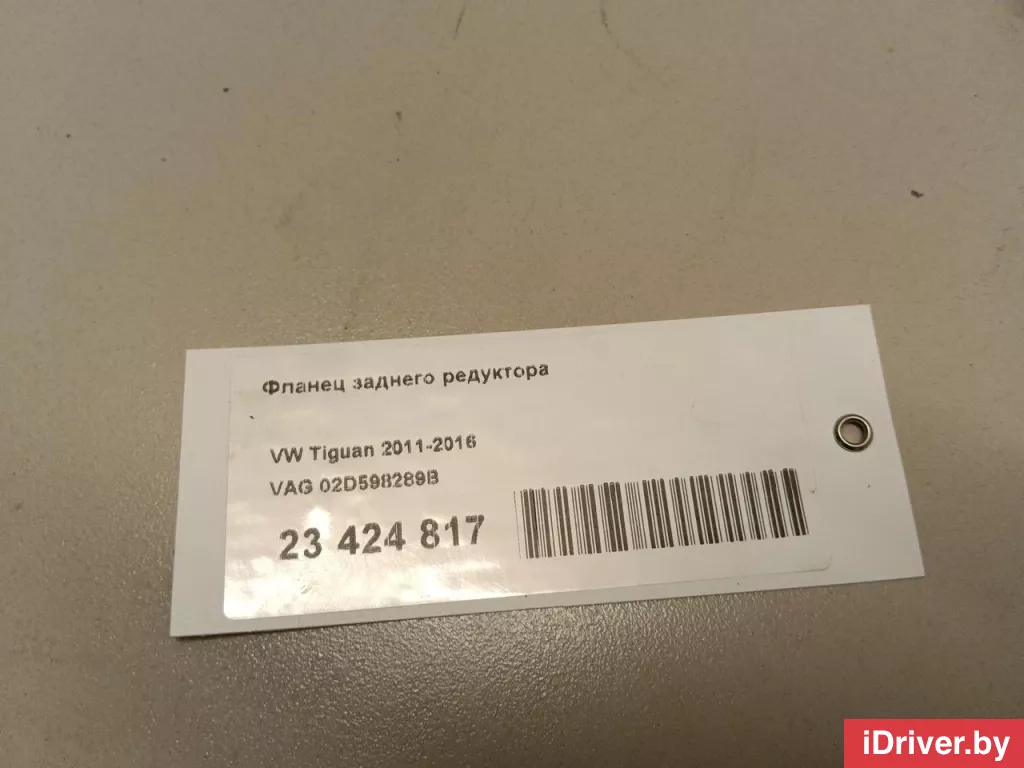 Фланец заднего редуктора
VW Tiguan 2011-2016
VAG 02D598289B
23 424 817
iDriver.by